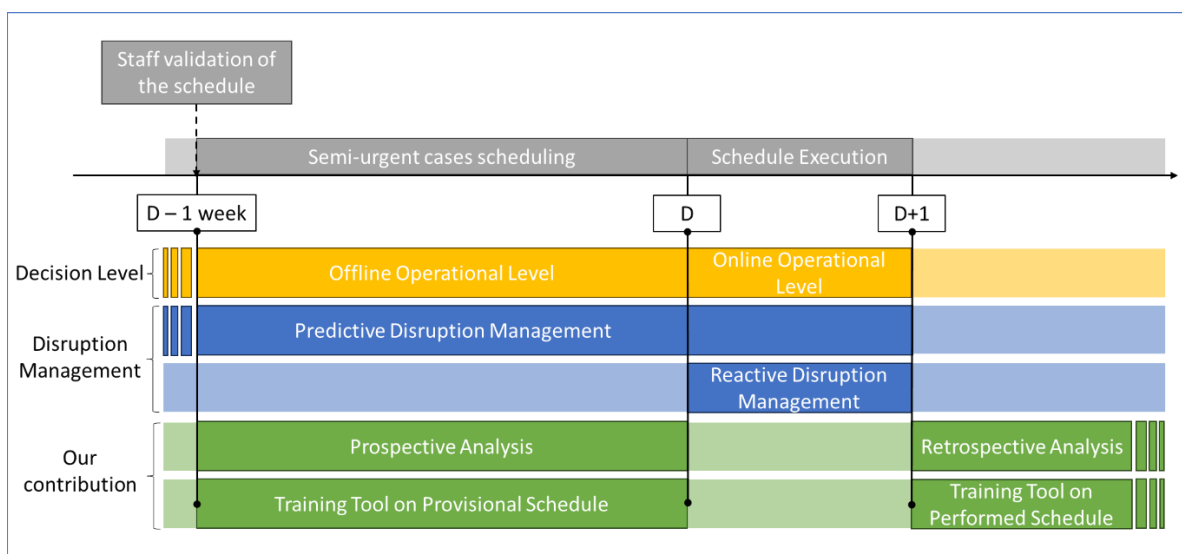 Staff validation of
the schedule
Semi-urgent cases scheduling
Schedule Execution
D – 1 week
D
D+1
Decision Level
Offline Operational Level
Online Operational
Level
Disruption
Management
Predictive Disruption Management
Reactive Disruption
Management
Our
contribution
Prospective Analysis
Retrospective Analysis
Training Tool on Provisional Schedule
Training Tool on
Performed Schedule